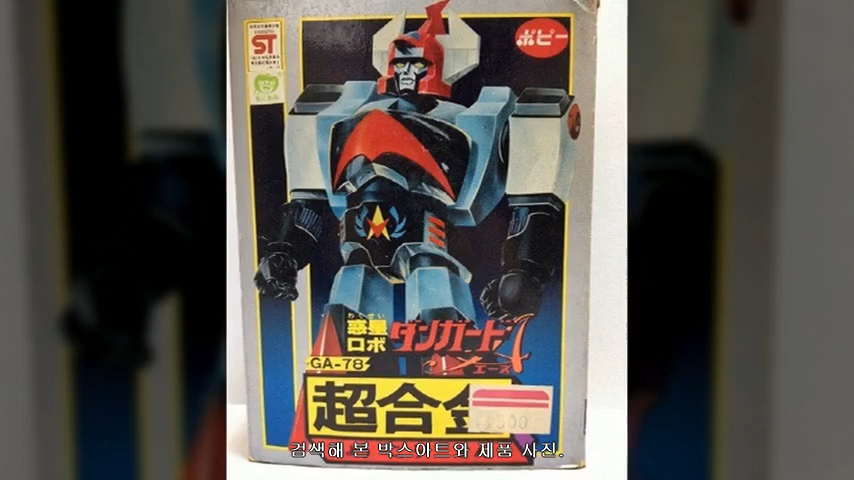 ST
ポピー
わくせい
惑星
ロボ
ダンガード
A
エース
GA-78
超合金
검색해 본 박스아트와 제품 사진.